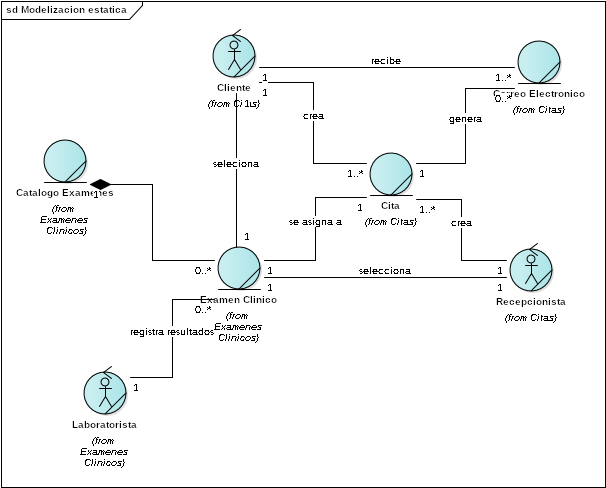 sd Modelizacion estatica
recibe
Cliente
(from Citas)
1
1
1
1..*
Correo Electronico
0..*
(from Citas)
crea
genera
seleciona
Catalogo Examenes
1
(from
Examenes
Clinicos)
1..*
1
Cita
(from Citas)
1
1..*
se asigna a
crea
1
0..*
1
1
selecciona
1
1
Examen Clinico
0..*
(from
Examenes
Clinicos)
Recepcionista
(from Citas)
registra resultados
1
Laboratorista
(from
Examenes
Clinicos)